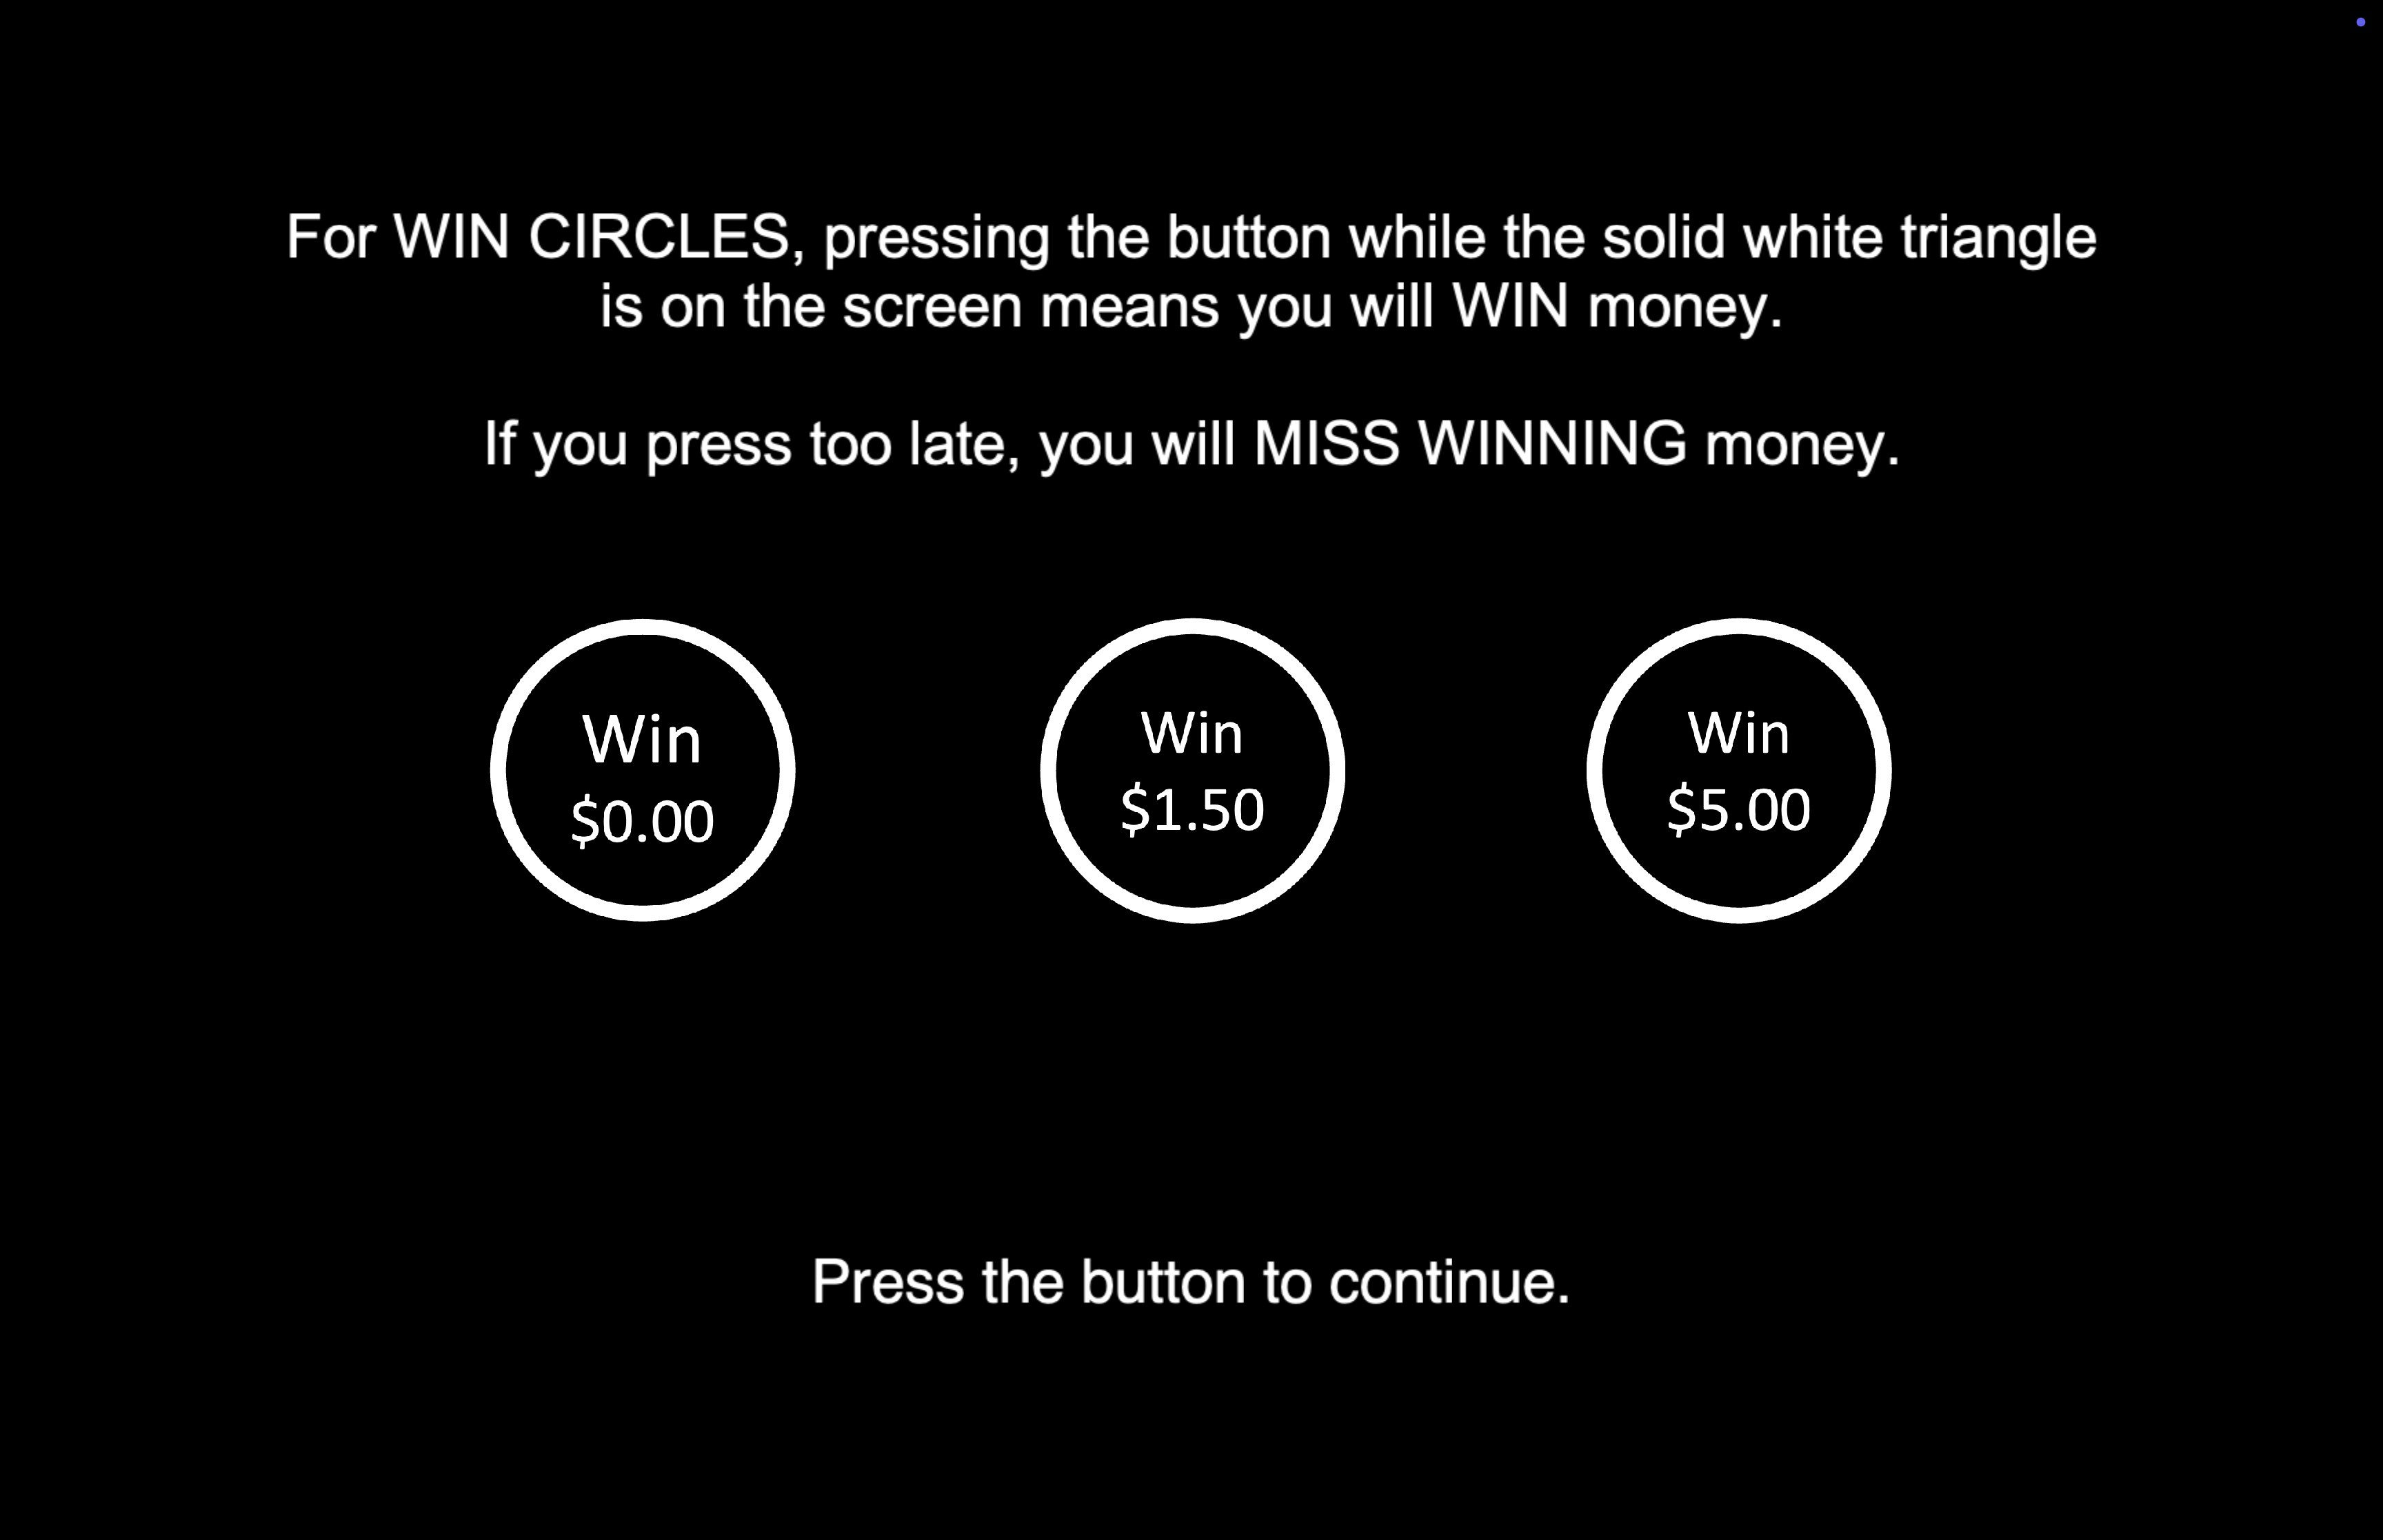 For WIN CIRCLES, pressing the button while the solid white triangle
is on the screen means you will WIN money.
If you press too late, you will MISS WINNING money.
Win
$0.00
Win
$1.50
Win
$5.00
Press the button to continue.